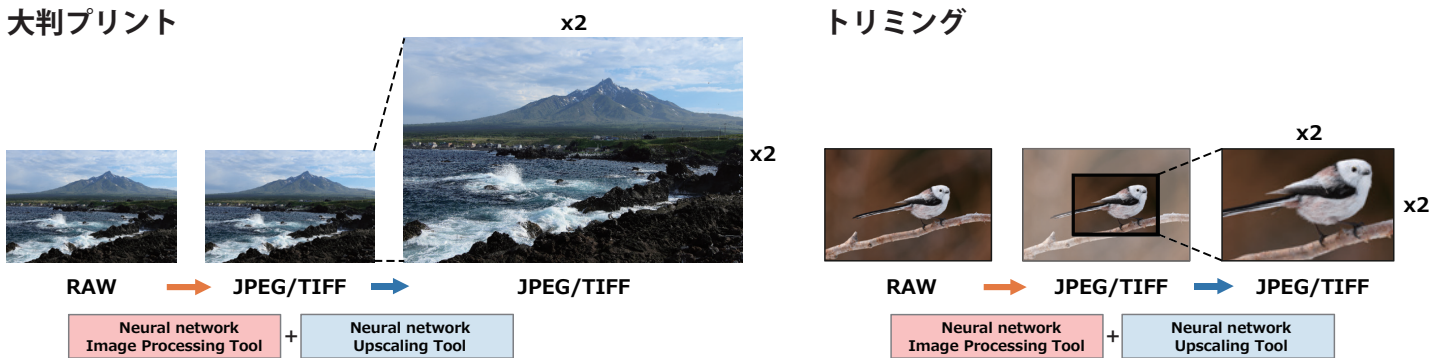 大判プリント
x2
x2
RAW
JPEG/TIFF
JPEG/TIFF
Neural network
Image Processing Tool
+
Neural network
Upscaling Tool
トリミング
x2
x2
RAW
JPEG/TIFF
JPEG/TIFF
Neural network
Image Processing Tool
+
Neural network
Upscaling Tool